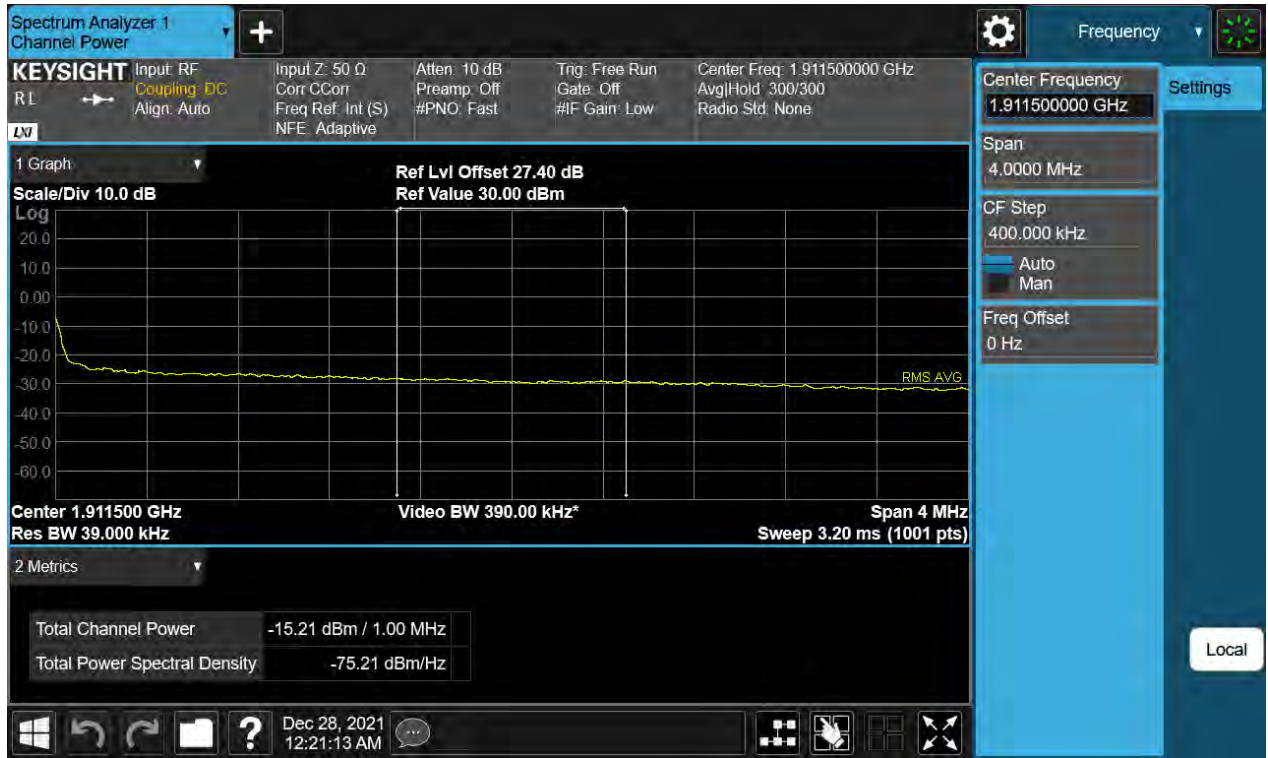 Spectrum Analyzer 1
Channel Power
+
Frequency
KEYSIGHT
RL
LXI
Input: RF
Coupling: DC
Align: Auto
Input Z: 50 Ω
Corr CCorr
Freq Ref: Int (S)
NFE: Adaptive
Atten: 10 dB
Preamp: Off
#PNO: Fast
Trig: Free Run
Gate: Off
#IF Gain: Low
Center Freq: 1.911500000 GHz
Avg|Hold: 300/300
Radio Std: None
Center Frequency
1.911500000 GHz
Settings
Span
4.0000 MHz
CF Step
400.000 kHz
Auto
Man
Freq Offset
0 Hz
1 Graph
Scale/Div 10.0 dB
Ref Lvl Offset 27.40 dB
Ref Value 30.00 dBm
Log
20.0
10.0
0.00
-10.0
-20.0
-30.0
-40.0
-50.0
-60.0
RMS AVG
Center 1.911500 GHz
Res BW 39.000 kHz
Video BW 390.00 kHz*
Span 4 MHz
Sweep 3.20 ms (1001 pts)
2 Metrics
Total Channel Power -15.21 dBm / 1.00 MHz
Total Power Spectral Density -75.21 dBm/Hz
Local
?
Dec 28, 2021
12:21:13 AM